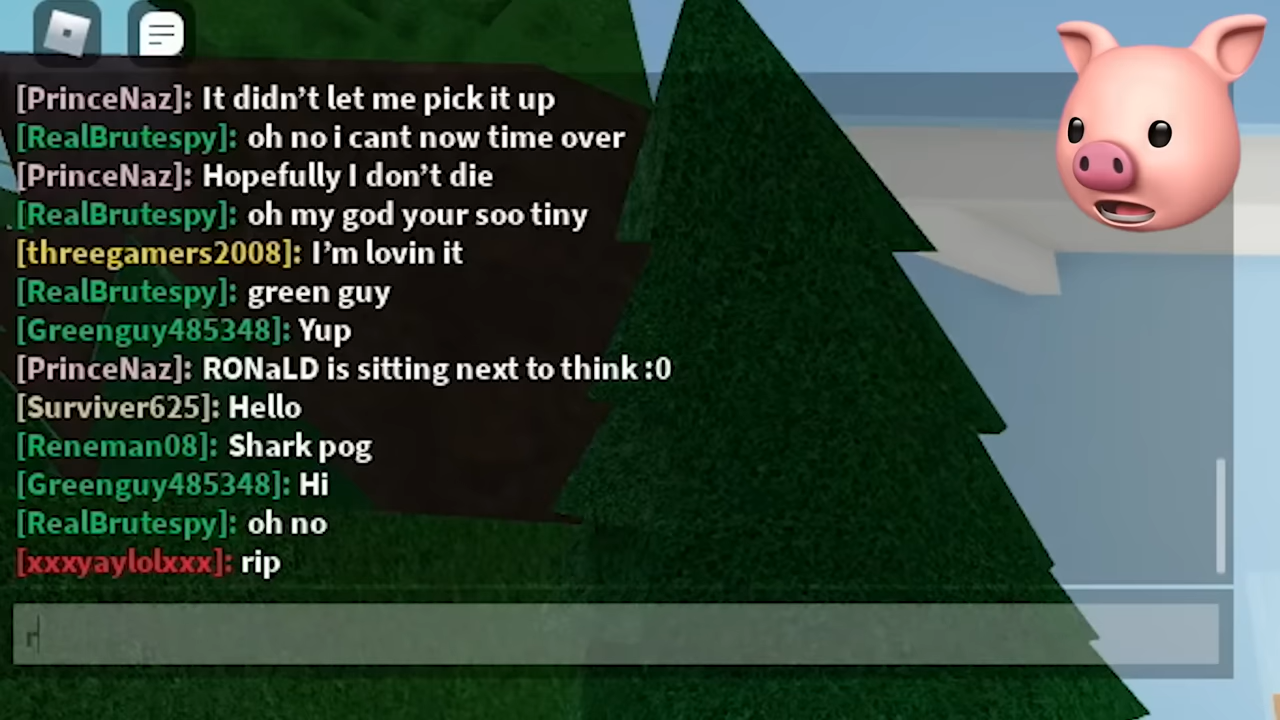 [PrinceNaz]: It didn't let me pick it up
[RealBrutespy]: oh no i cant now time over
[PrinceNaz]: Hopefully I don't die
[RealBrutespy]: oh my god your soo tiny
[threegamers2008]: I'm lovin it
[RealBrutespy]: green guy
[Greenguy485348]: Yup
[PrinceNaz]: RONaLD is sitting next to think :0
[Surviver625]: Hello
[Reneman08]: Shark pog
[Greenguy485348]: Hi
[RealBrutespy]: oh no
[xxxyaylolxxx]: rip
r